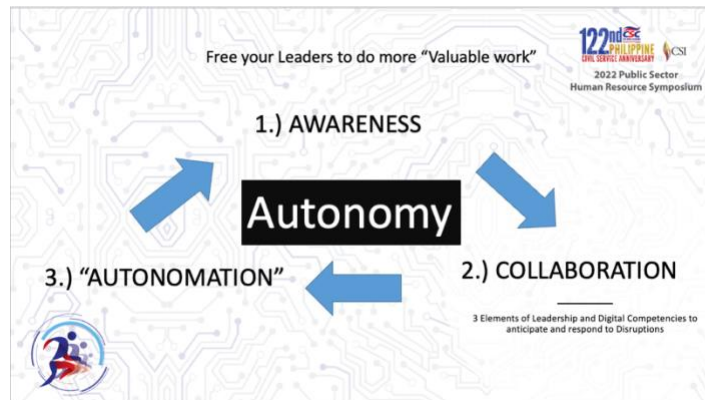 Free your Leaders to do more “Valuable work”
122nd CSC
PHILIPPINE
CIVIL SERVICE ANNIVERSARY
CSI
2022 Public Sector
Human Resource Symposium
1.) AWARENESS
Autonomy
3.) “AUTONOMATION”
2.) COLLABORATION
3 Elements of Leadership and Digital Competencies to
anticipate and respond to Disruptions